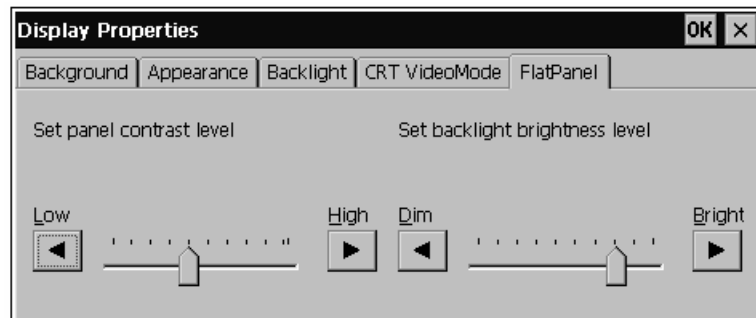 Display Properties OK ×
Background Appearance Backlight CRT VideoMode FlatPanel
Set panel contrast level Set backlight brightness level
Low High Dim Bright